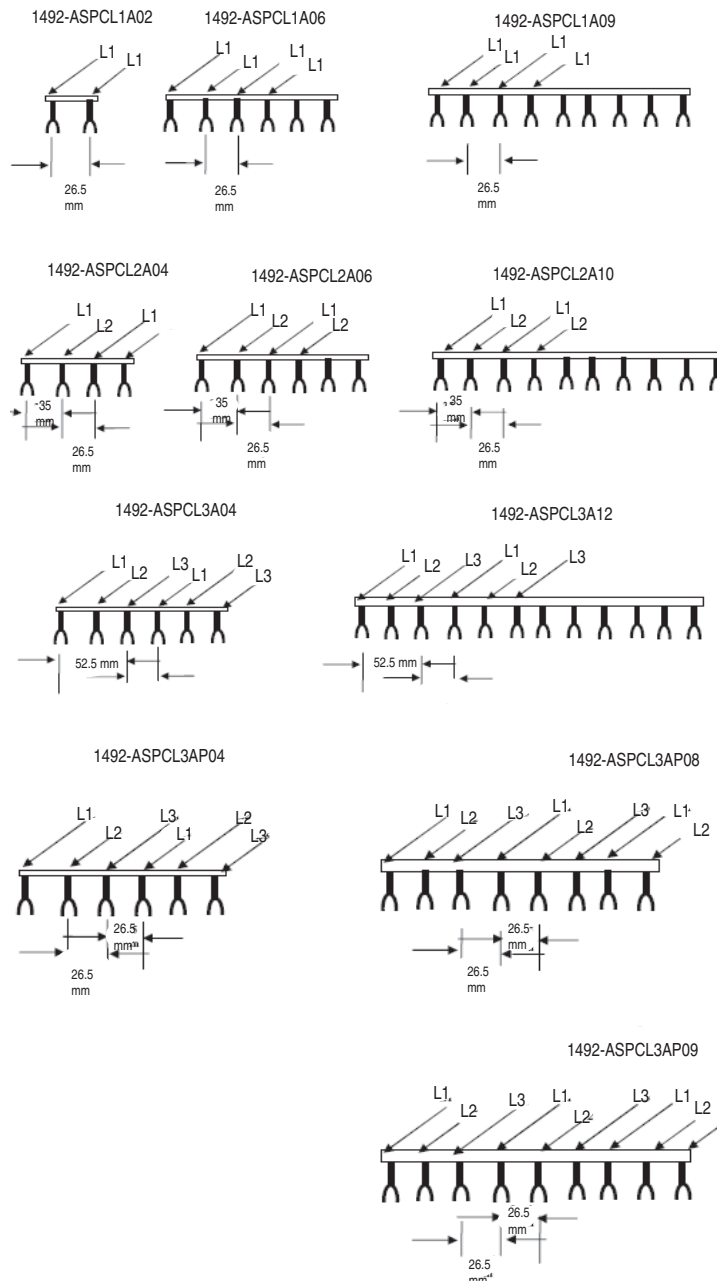 1492-ASPCL1A02
1492-ASPCL1A06
1492-ASPCL1A09
L1
L1
L1
L1
L1
L1
L1
L1
L1
L1
26.5
mm
26.5
mm
26.5
mm
1492-ASPCL2A04
1492-ASPCL2A06
1492-ASPCL2A10
L1
L2
L1
L1
L2
L1
L2
L1
L2
L1
L2
35
mm
26.5
mm
35
mm
26.5
mm
35
mm
26.5
mm
1492-ASPCL3A04
1492-ASPCL3A12
L1
L2
L3
L1
L2
L3
L1
L2
L3
L1
L2
L3
52.5 mm
52.5 mm
1492-ASPCL3AP04
1492-ASPCL3AP08
L1
L2
L3
L1
L2
L3
L1
L2
L3
L1
L2
L3
L1
L2
26.5
mm
26.5
mm
26.5
mm
26.5
mm
1492-ASPCL3AP09
L1
L2
L3
L1
L2
L3
L1
L2
26.5
mm
26.5
mm